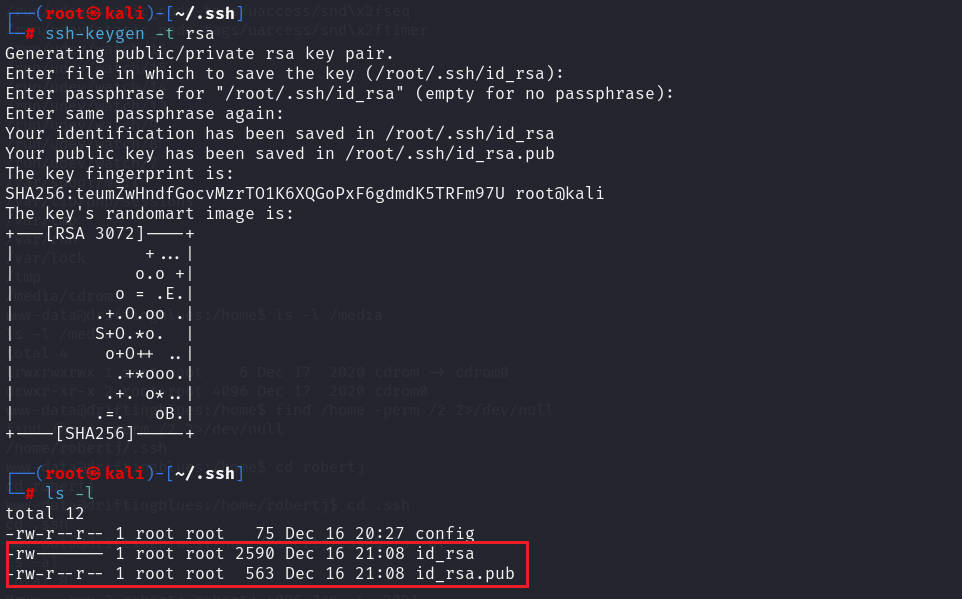 ┌──(root㉿kali)-[~/.ssh]
└─# ssh-keygen -t rsa
Generating public/private rsa key pair.
Enter file in which to save the key (/root/.ssh/id_rsa):
Enter passphrase for "/root/.ssh/id_rsa" (empty for no passphrase):
Enter same passphrase again:
Your identification has been saved in /root/.ssh/id_rsa
Your public key has been saved in /root/.ssh/id_rsa.pub
The key fingerprint is:
SHA256:teumZwHndfGocvMzrTO1K6XQGoPxF6gdmdK5TRFm97U root@kali
The key's randomart image is:
+---[RSA 3072]----+
|             +...|
|            o.o +|
|          o = .E.|
|        .+.O.oo .|
|        S+O.*o.  |
|         o+O++ ..|
|          .+*ooo.|
|         .+. o*..|
|        .=.   oB.|
+----[SHA256]-----+
┌──(root㉿kali)-[~/.ssh]
└─# ls -l
total 12
-rw-r--r-- 1 root root   75 Dec 16 20:27 config
-rw------- 1 root root 2590 Dec 16 21:08 id_rsa
-rw-r--r-- 1 root root  563 Dec 16 21:08 id_rsa.pub